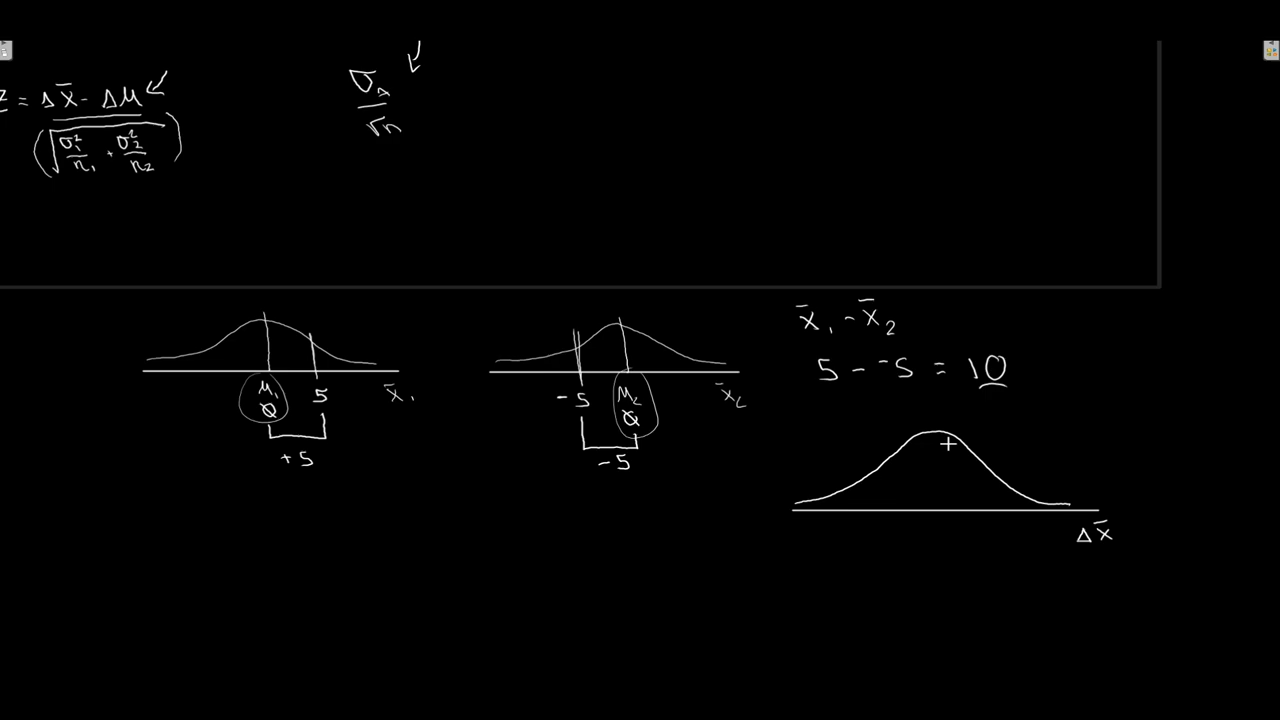 z = Δx̄ - Δμ
√(σ₁²/n₁ + σ₂²/n₂)
σₓ
√n
x̄₁ - x̄₂
5 - -5 = 10
μ₁ 5 x̄₁
0
+5
-5 μ₂ x̄₂
0
-5
Δx̄